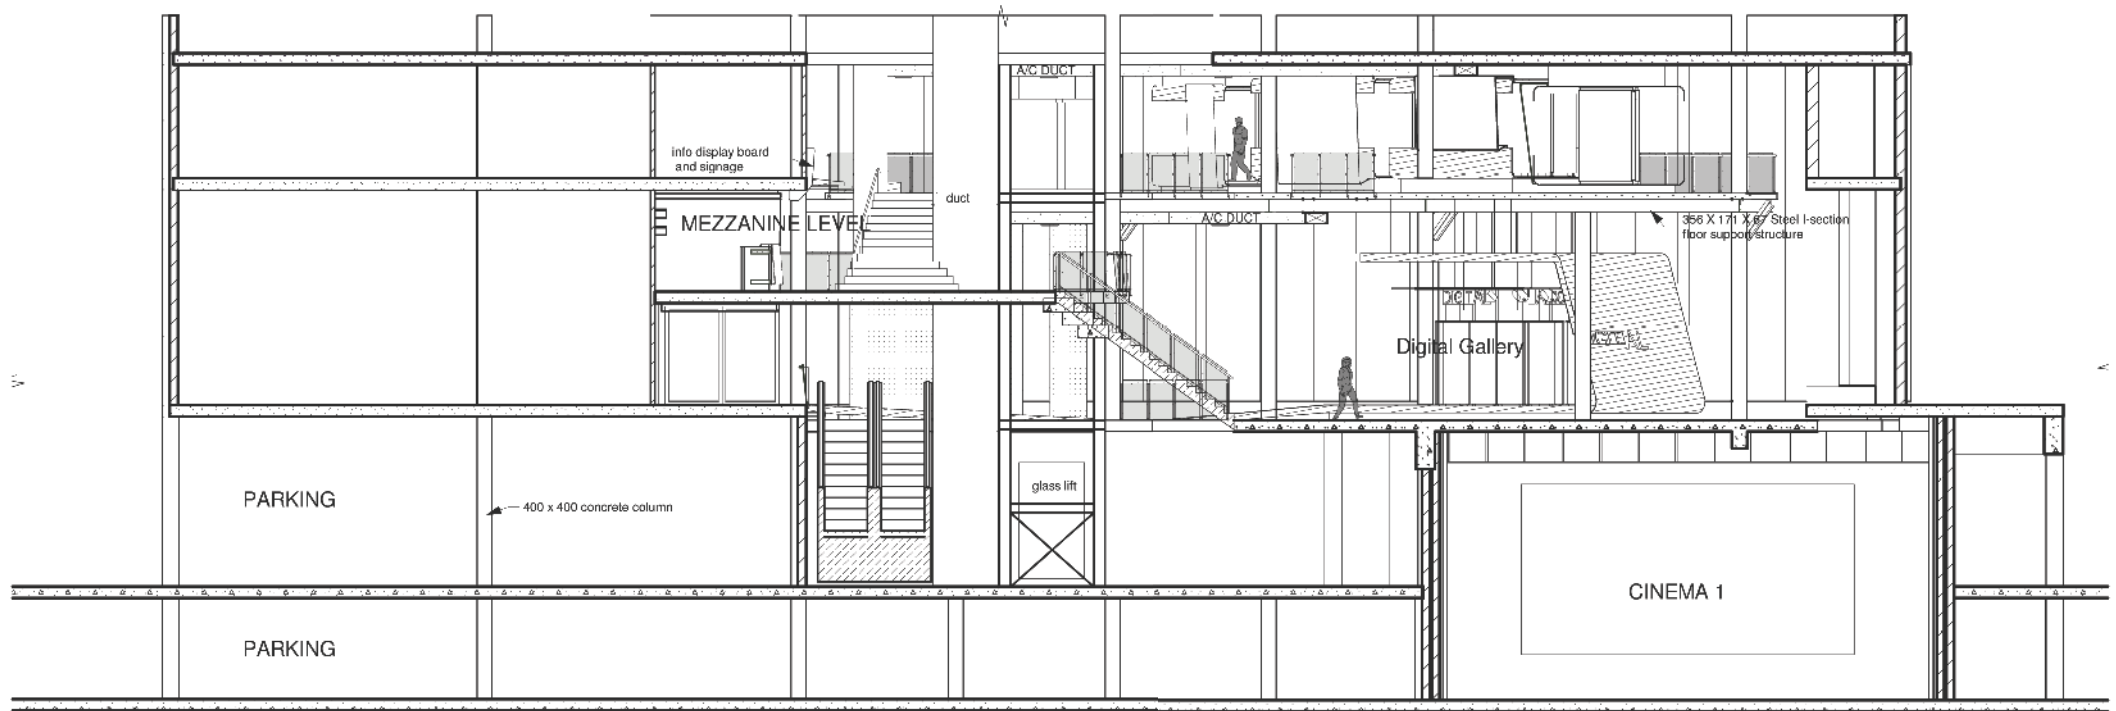 A/C DUCT
info display board
and signage
duct
MEZZANINE LEVEL
A/C DUCT
356 X 171 X 67 Steel I-section
floor support structure
Digital Gallery
glass lift
PARKING
400 x 400 concrete column
CINEMA 1
PARKING